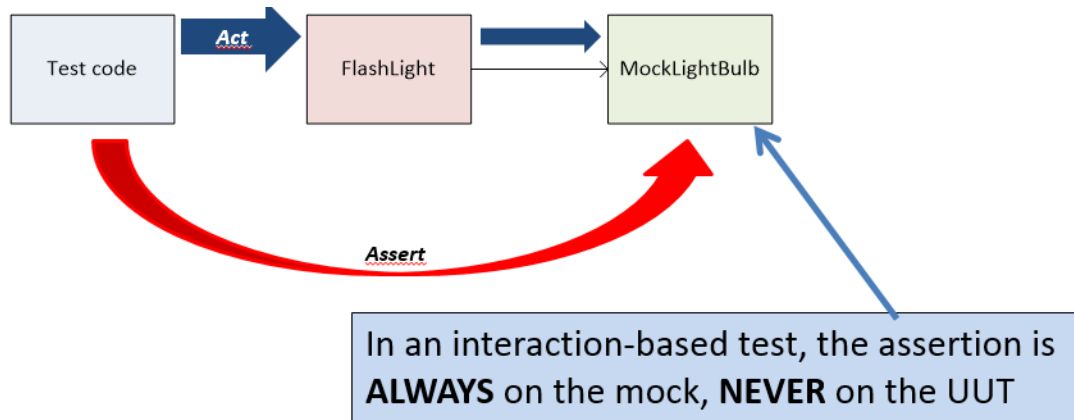 Act
Test code
FlashLight
MockLightBulb
Assert
In an interaction-based test, the assertion is
ALWAYS on the mock, NEVER on the UUT